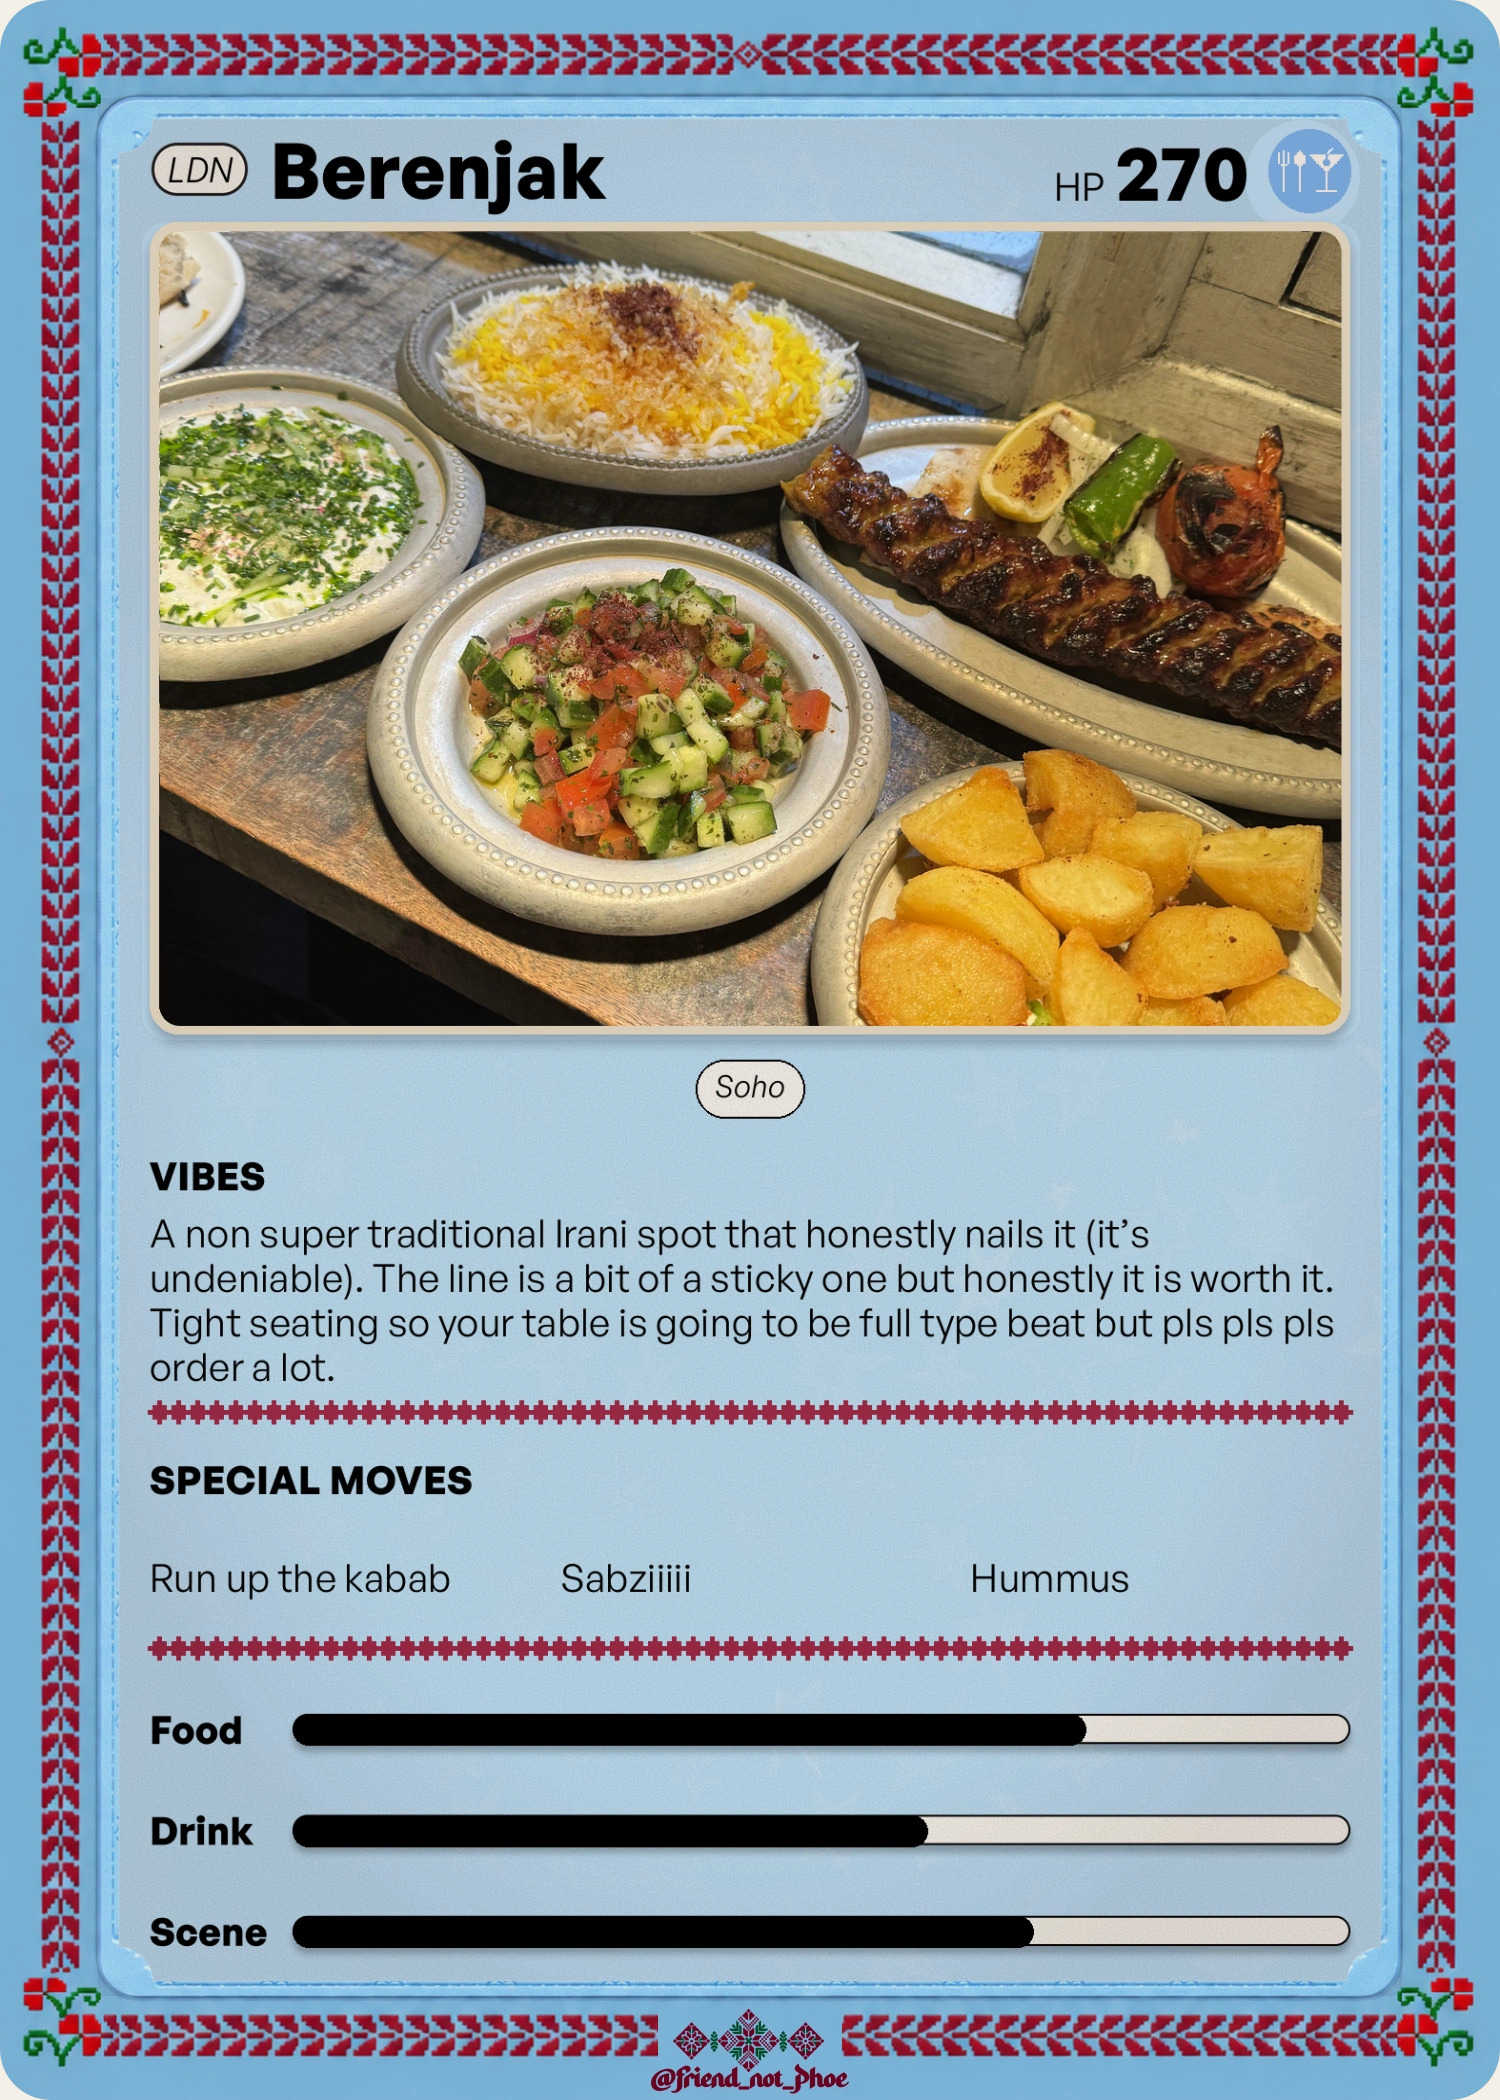 LDN Berenjak HP 270
Soho
VIBES
A non super traditional Irani spot that honestly nails it (it’s
undeniable). The line is a bit of a sticky one but honestly it is worth it.
Tight seating so your table is going to be full type beat but pls pls pls
order a lot.
SPECIAL MOVES
Run up the kabab Sabziiiii Hummus
Food
Drink
Scene
@friend_not_phoe